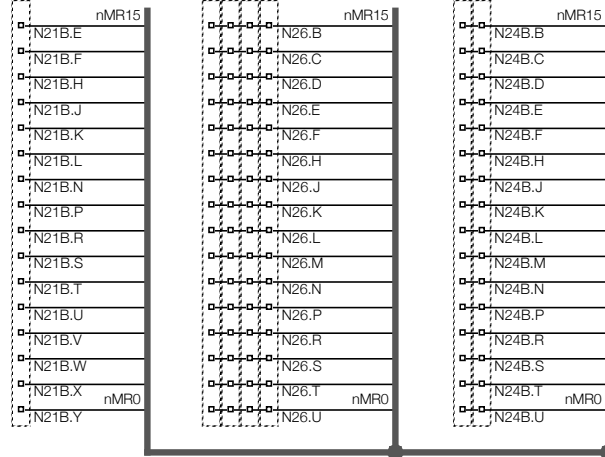 nMR15
N21B.E
N21B.F
N21B.H
N21B.J
N21B.K
N21B.L
N21B.N
N21B.P
N21B.R
N21B.S
N21B.T
N21B.U
N21B.V
N21B.W
N21B.X
nMR0
N21B.Y
nMR15
N26.B
N26.C
N26.D
N26.E
N26.F
N26.H
N26.J
N26.K
N26.L
N26.M
N26.N
N26.P
N26.R
N26.S
N26.T
nMR0
N26.U
nMR15
N24B.B
N24B.C
N24B.D
N24B.E
N24B.F
N24B.H
N24B.J
N24B.K
N24B.L
N24B.M
N24B.N
N24B.P
N24B.R
N24B.S
N24B.T
nMR0
N24B.U